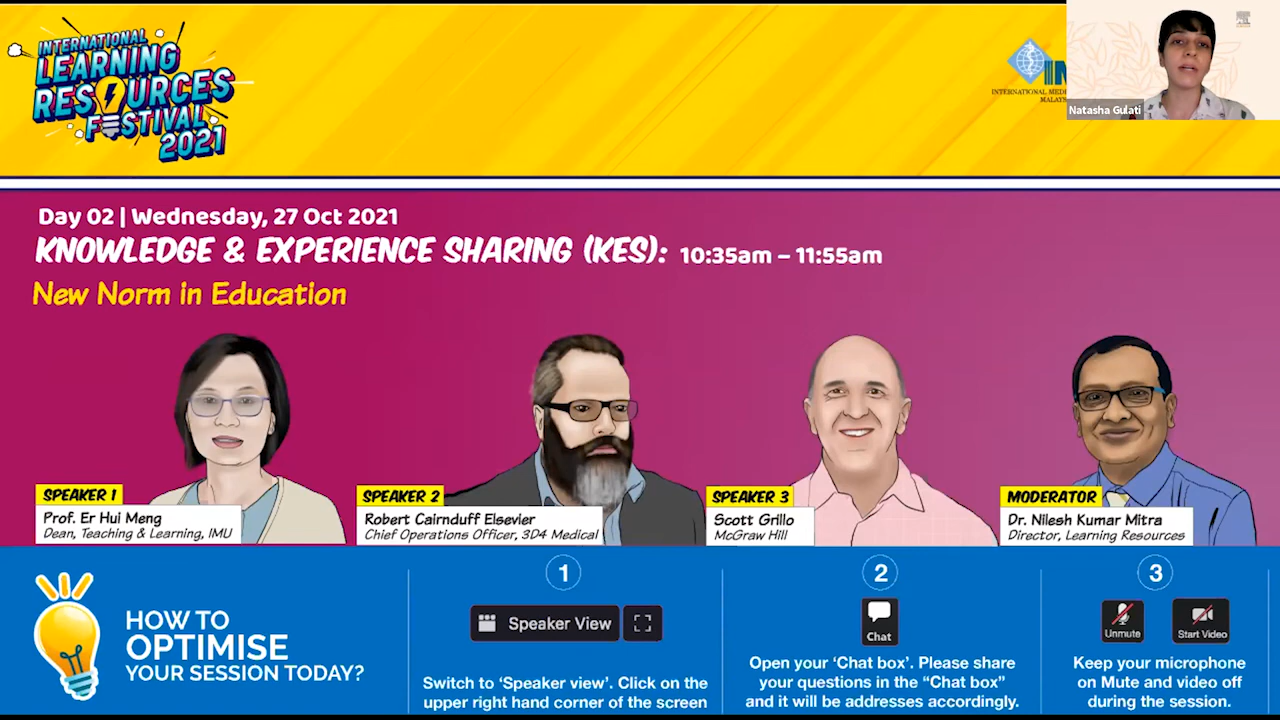 INTERNATIONAL
LEARNING
RESOURCES
FESTIVAL
2021
INTERNATIONAL
Natasha Gulati
Day 02 | Wednesday, 27 Oct 2021
KNOWLEDGE & EXPERIENCE SHARING (KES): 10:35am – 11:55am
New Norm in Education
SPEAKER 1
Prof. Er Hui Meng
Dean, Teaching & Learning, IMU
SPEAKER 2
Robert Cairnduff Elsevier
Chief Operations Officer, 3D4 Medical
SPEAKER 3
Scott Grillo
McGraw Hill
MODERATOR
Dr. Nilesh Kumar Mitra
Director, Learning Resources
HOW TO
OPTIMISE
YOUR SESSION TODAY?
1
Speaker View
Switch to ‘Speaker view’. Click on the
upper right hand corner of the screen
2
Chat
Open your ‘Chat box’. Please share
your questions in the “Chat box”
and it will be addresses accordingly.
3
Unmute
Start Video
Keep your microphone
on Mute and video off
during the session.